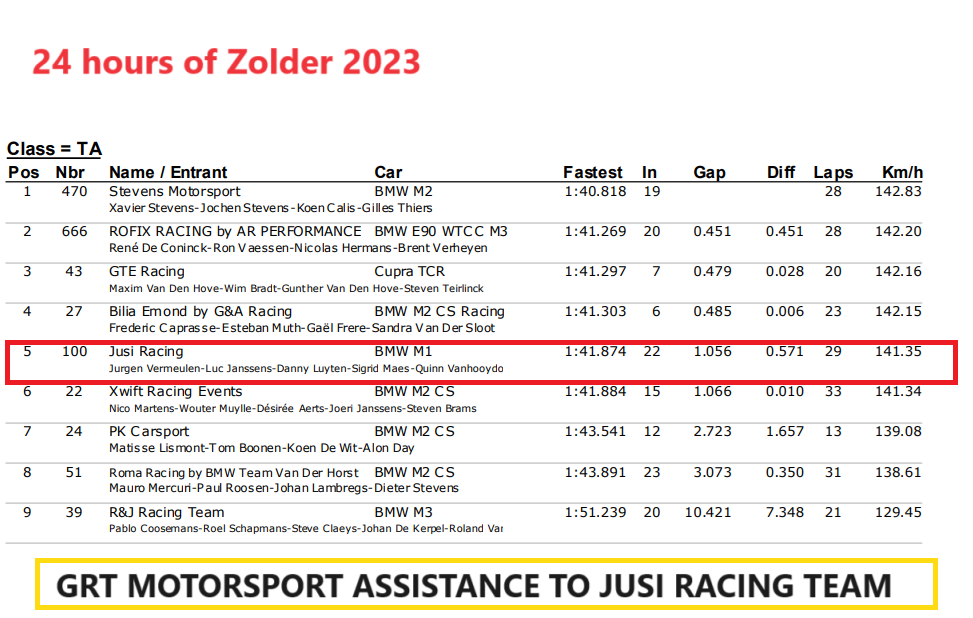 24 hours of Zolder 2023
Class = TA
Pos Nbr Name / Entrant Car Fastest In Gap Diff Laps Km/h
1 470 Stevens Motorsport BMW M2 1:40.818 19 28 142.83
Xavier Stevens-Jochen Stevens-Koen Calis-Gilles Thiers
2 666 ROFIX RACING by AR PERFORMANCE BMW E90 WTCC M3 1:41.269 20 0.451 0.451 28 142.20
René De Coninck-Ron Vaessen-Nicolas Hermans-Brent Verheyen
3 43 GTE Racing Cupra TCR 1:41.297 7 0.479 0.028 20 142.16
Maxim Van Den Hove-Wim Bradt-Gunther Van Den Hove-Steven Teirlinck
4 27 Bilia Emond by G&A Racing BMW M2 CS Racing 1:41.303 6 0.485 0.006 23 142.15
Frederic Caprasse-Esteban Muth-Gaël Frere-Sandra Van Der Sloot
5 100 Jusi Racing BMW M1 1:41.874 22 1.056 0.571 29 141.35
Jurgen Vermeulen-Luc Janssens-Danny Luyten-Sigrid Maes-Quinn Vanhooydo
6 22 Xwift Racing Events BMW M2 CS 1:41.884 15 1.066 0.010 33 141.34
Nico Martens-Wouter Muylle-Désirée Aerts-Joeri Janssens-Steven Brams
7 24 PK Carsport BMW M2 CS 1:43.541 12 2.723 1.657 13 139.08
Matisse Lismont-Tom Boonen-Koen De Wit-Alon Day
8 51 Roma Racing by BMW Team Van Der Horst BMW M2 CS 1:43.891 23 3.073 0.350 31 138.61
Mauro Mercuri-Paul Roosen-Johan Lambregs-Dieter Stevens
9 39 R&J Racing Team BMW M3 1:51.239 20 10.421 7.348 21 129.45
Pablo Coosemans-Roel Schapmans-Steve Claeys-Johan De Kerpel-Roland Var
GRT MOTORSPORT ASSISTANCE TO JUSI RACING TEAM